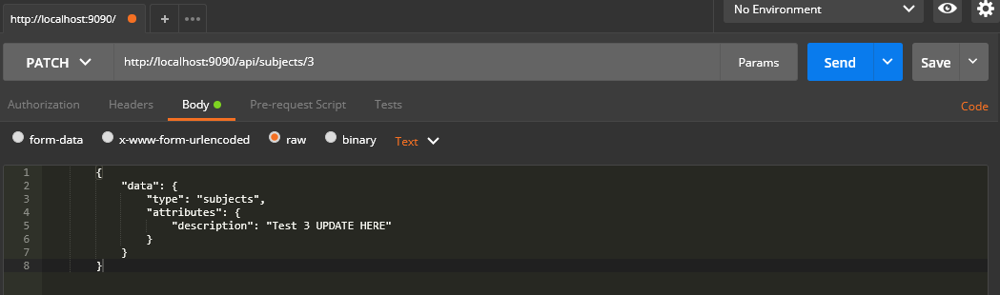 http://localhost:9090/ + ••• No Environment
PATCH http://localhost:9090/api/subjects/3 Params Send Save
Authorization Headers Body Pre-request Script Tests Code
form-data x-www-form-urlencoded raw binary Text
1 {
2 "data": {
3 "type": "subjects",
4 "attributes": {
5 "description": "Test 3 UPDATE HERE"
6 }
7 }
8 }